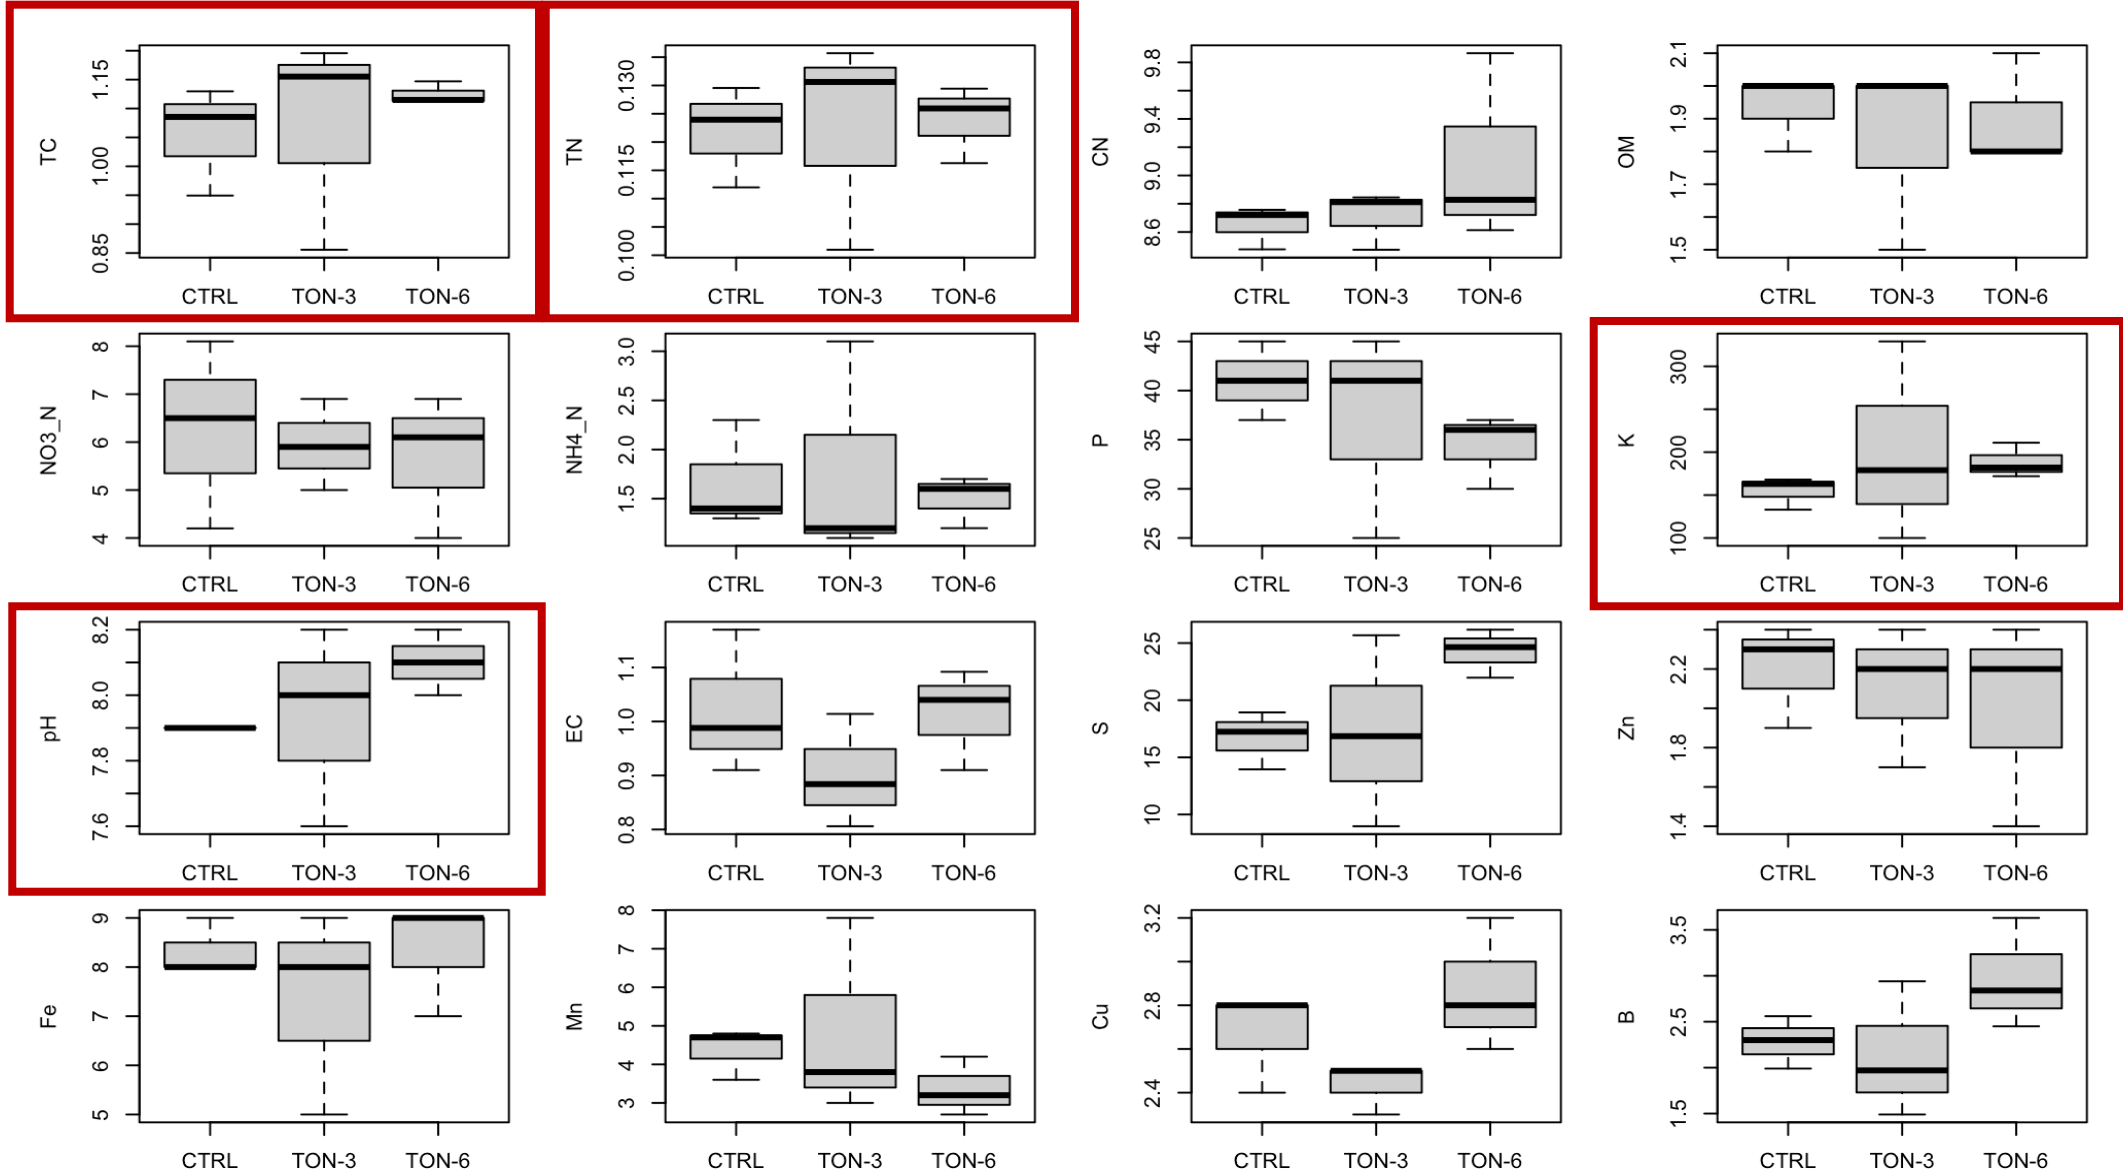 TC
1.15
1.00
0.85
CTRL TON-3 TON-6
TN
0.130
0.115
0.100
CTRL TON-3 TON-6
CN
9.8
9.4
9.0
8.6
CTRL TON-3 TON-6
OM
2.1
1.9
1.7
1.5
CTRL TON-3 TON-6
NO3_N
8
7
6
5
4
CTRL TON-3 TON-6
NH4_N
3.0
2.5
2.0
1.5
CTRL TON-3 TON-6
P
45
40
35
30
25
CTRL TON-3 TON-6
K
300
200
100
CTRL TON-3 TON-6
pH
8.2
8.0
7.8
7.6
CTRL TON-3 TON-6
EC
1.1
1.0
0.9
0.8
CTRL TON-3 TON-6
S
25
20
15
10
CTRL TON-3 TON-6
Zn
2.2
1.8
1.4
CTRL TON-3 TON-6
Fe
9
8
7
6
5
CTRL TON-3 TON-6
Mn
8
7
6
5
4
3
CTRL TON-3 TON-6
Cu
3.2
2.8
2.4
CTRL TON-3 TON-6
B
3.5
2.5
1.5
CTRL TON-3 TON-6